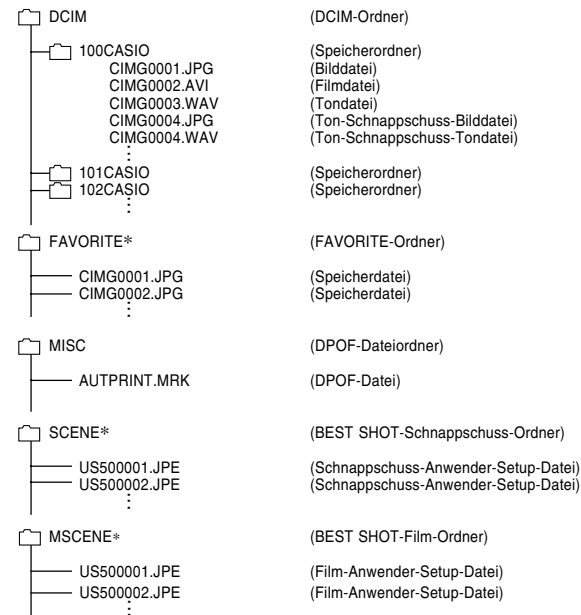 DCIM (DCIM-Ordner)
100CASIO (Speicherordner)
CIMG0001.JPG (Bilddatei)
CIMG0002.AVI (Filmdatei)
CIMG0003.WAV (Tondatei)
CIMG0004.JPG (Ton-Schnappschuss-Bilddatei)
CIMG0004.WAV (Ton-Schnappschuss-Tondatei)
101CASIO (Speicherordner)
102CASIO (Speicherordner)
FAVORITE* (FAVORITE-Ordner)
CIMG0001.JPG (Speicherdatei)
CIMG0002.JPG (Speicherdatei)
MISC (DPOF-Dateiordner)
AUTPRINT.MRK (DPOF-Datei)
SCENE* (BEST SHOT-Schnappschuss-Ordner)
US500001.JPE (Schnappschuss-Anwender-Setup-Datei)
US500002.JPE (Schnappschuss-Anwender-Setup-Datei)
MSCENE* (BEST SHOT-Film-Ordner)
US500001.JPE (Film-Anwender-Setup-Datei)
US500002.JPE (Film-Anwender-Setup-Datei)